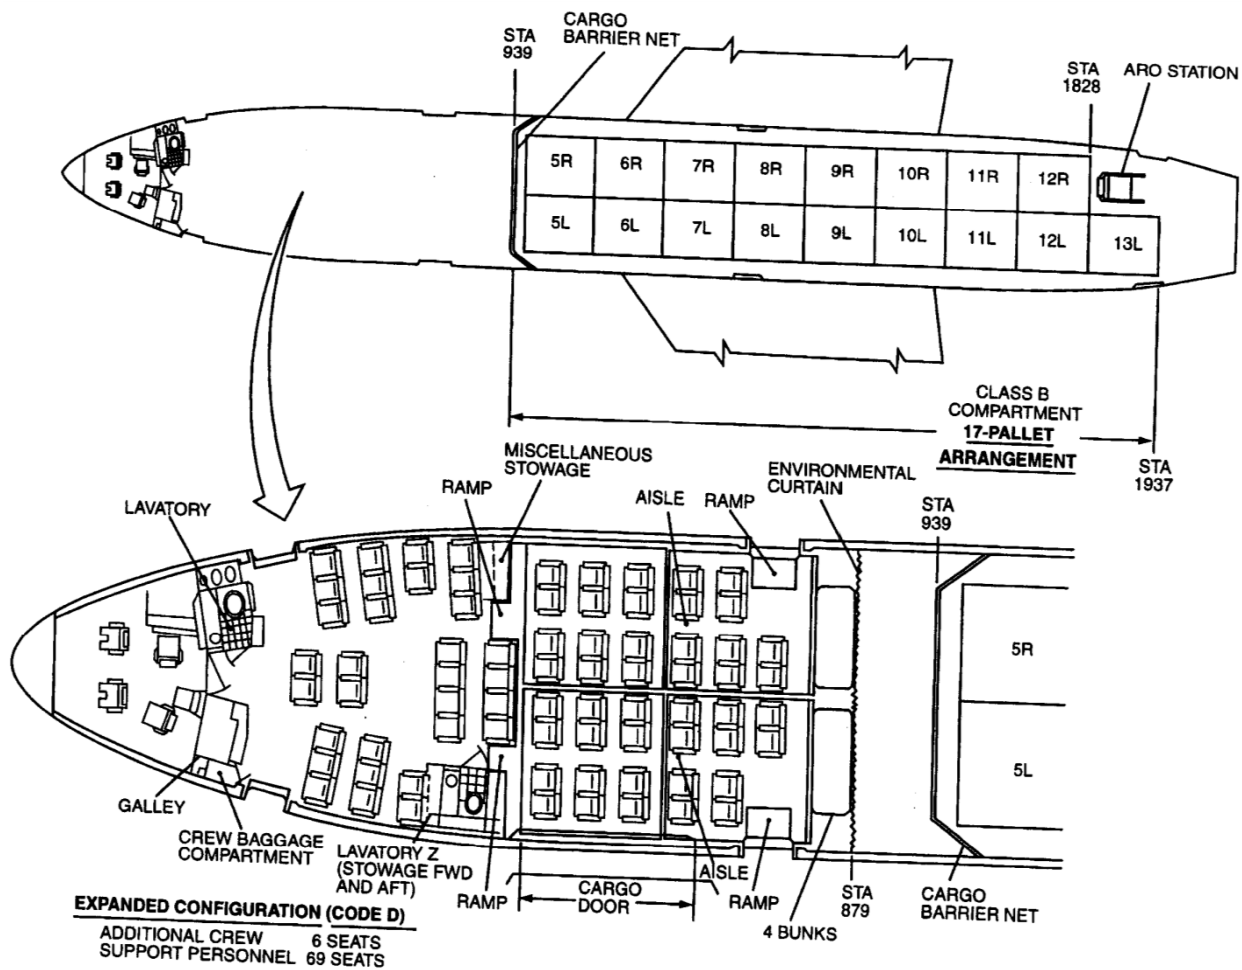 CARGO
BARRIER NET
STA
939
STA
1828
ARO STATION
5R
6R
7R
8R
9R
10R
11R
12R
5L
6L
7L
8L
9L
10L
11L
12L
13L
CLASS B
COMPARTMENT
17-PALLET
ARRANGEMENT
STA
1937
MISCELLANEOUS
STOWAGE
RAMP
LAVATORY
AISLE
RAMP
ENVIRONMENTAL
CURTAIN
STA
939
5R
5L
GALLEY
CREW BAGGAGE
COMPARTMENT
LAVATORY Z
(STOWAGE FWD
AND AFT)
RAMP
CARGO
DOOR
AISLE
RAMP
4 BUNKS
STA
879
CARGO
BARRIER NET
EXPANDED CONFIGURATION (CODE D)
ADDITIONAL CREW 6 SEATS
SUPPORT PERSONNEL 69 SEATS